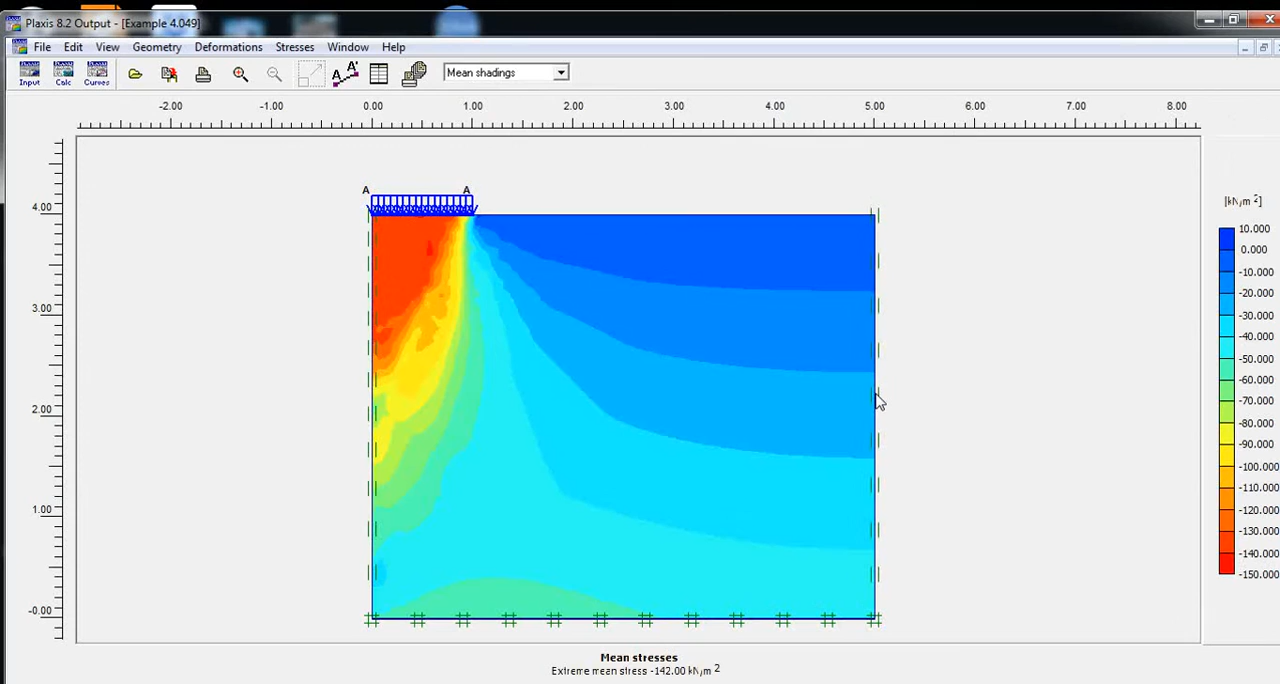 Plaxis 8.2 Output - [Example 4.049]
File Edit View Geometry Deformations Stresses Window Help
Input Calc Curves A A' Mean shadings
-2.00 -1.00 0.00 1.00 2.00 3.00 4.00 5.00 6.00 7.00 8.00
A A
4.00
3.00
2.00
1.00
-0.00
[kN/m²]
10.000
0.000
-10.000
-20.000
-30.000
-40.000
-50.000
-60.000
-70.000
-80.000
-90.000
-100.000
-110.000
-120.000
-130.000
-140.000
-150.000
Mean stresses
Extreme mean stress -142.00 kN/m²